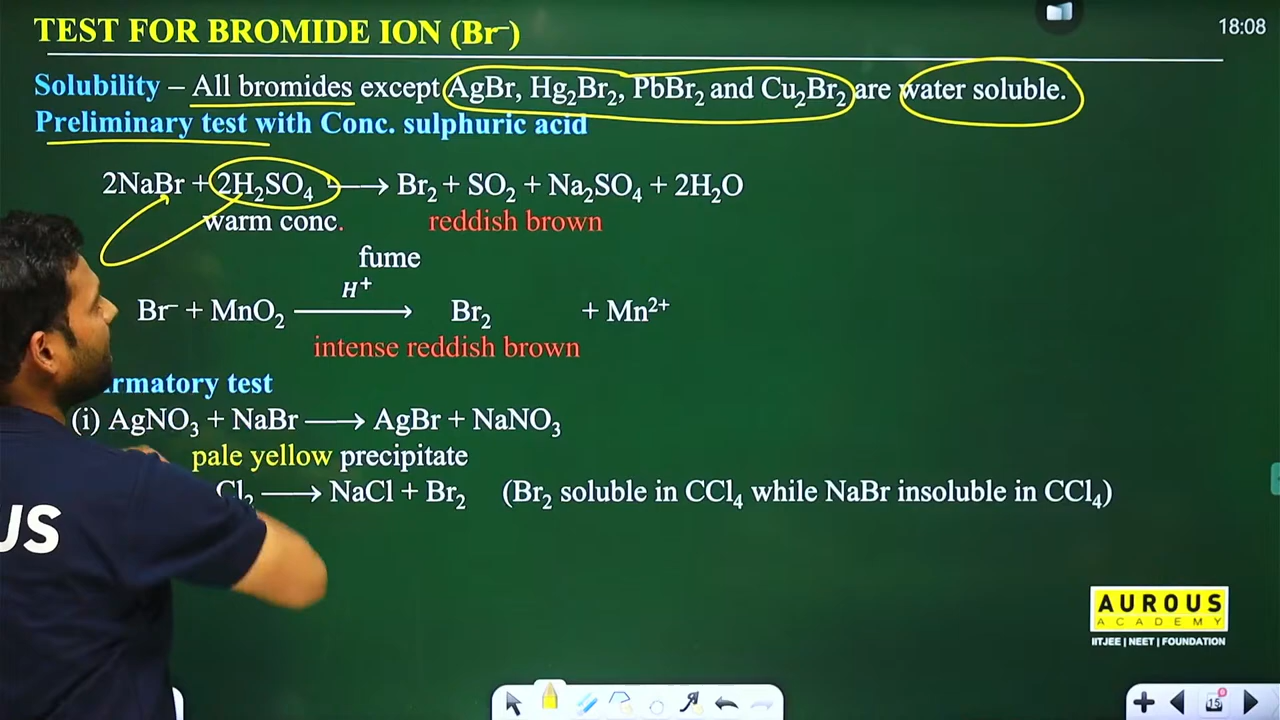 TEST FOR BROMIDE ION (Br⁻)
18:08
Solubility – All bromides except AgBr, Hg₂Br₂, PbBr₂ and Cu₂Br₂ are water soluble.
Preliminary test with Conc. sulphuric acid
2NaBr + 2H₂SO₄ ⟶ Br₂ + SO₂ + Na₂SO₄ + 2H₂O
warm conc. reddish brown
fume
H⁺
Br⁻ + MnO₂ ⟶ Br₂ + Mn²⁺
intense reddish brown
rmatory test
(i) AgNO₃ + NaBr ⟶ AgBr + NaNO₃
pale yellow precipitate
Cl₂ ⟶ NaCl + Br₂ (Br₂ soluble in CCl₄ while NaBr insoluble in CCl₄)
US
AUROUS
ACADEMY
IITJEE | NEET | FOUNDATION
15